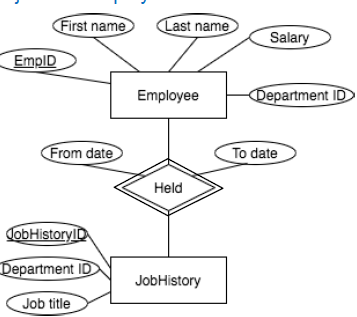 First name
Last name
Salary
EmpID
Employee
Department ID
From date
To date
Held
JobHistoryID
Department ID
JobHistory
Job title